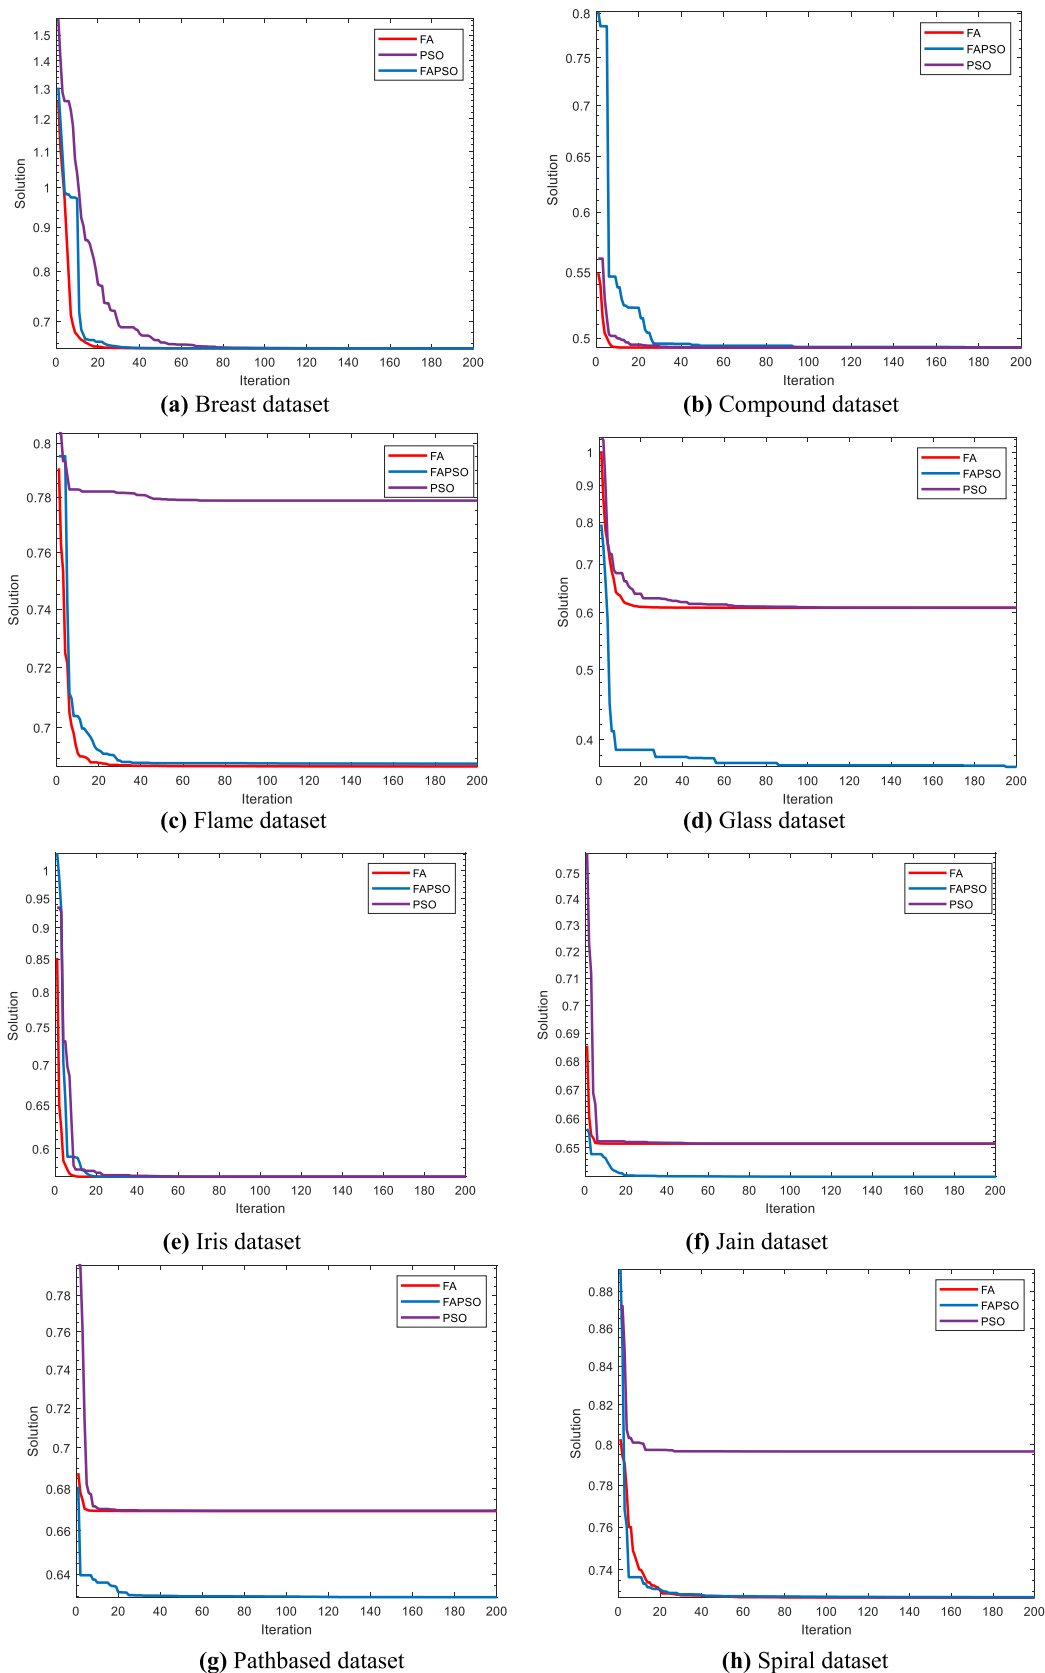 1.5
1.4
1.3
1.2
1.1
1
0.9
0.8
0.7
Solution
FA
PSO
FAPSO
0 20 40 60 80 100 120 140 160 180 200
Iteration
(a) Breast dataset
0.8
0.75
0.7
0.65
0.6
0.55
0.5
Solution
FA
FAPSO
PSO
0 20 40 60 80 100 120 140 160 180 200
Iteration
(b) Compound dataset
0.8
0.78
0.76
0.74
0.72
0.7
Solution
FA
FAPSO
PSO
0 20 40 60 80 100 120 140 160 180 200
Iteration
(c) Flame dataset
1
0.9
0.8
0.7
0.6
0.5
0.4
Solution
FA
FAPSO
PSO
0 20 40 60 80 100 120 140 160 180 200
Iteration
(d) Glass dataset
1
0.95
0.9
0.85
0.8
0.75
0.7
0.65
0.6
Solution
FA
FAPSO
PSO
0 20 40 60 80 100 120 140 160 180 200
Iteration
(e) Iris dataset
0.75
0.74
0.73
0.72
0.71
0.7
0.69
0.68
0.67
0.66
0.65
Solution
FA
FAPSO
PSO
0 20 40 60 80 100 120 140 160 180 200
Iteration
(f) Jain dataset
0.78
0.76
0.74
0.72
0.7
0.68
0.66
0.64
Solution
FA
FAPSO
PSO
0 20 40 60 80 100 120 140 160 180 200
Iteration
(g) Pathbased dataset
0.88
0.86
0.84
0.82
0.8
0.78
0.76
0.74
Solution
FA
FAPSO
PSO
0 20 40 60 80 100 120 140 160 180 200
Iteration
(h) Spiral dataset